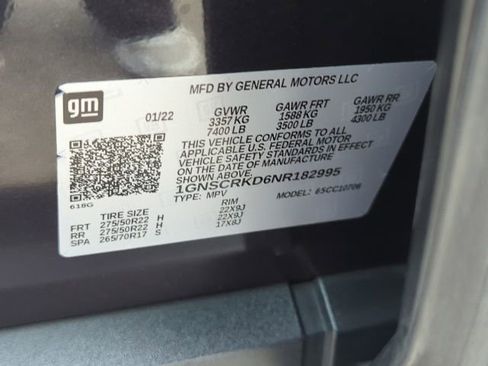 MFD BY GENERAL MOTORS LLC
gm
01/22 GVWR GAWR FRT GAWR RR
3357 KG 1588 KG 1950 KG
7400 LB 3500 LB 4300 LB
THIS VEHICLE CONFORMS TO ALL
APPLICABLE U.S. FEDERAL MOTOR
VEHICLE SAFETY STANDARDS IN EFFECT
ON THE DATE OF MANUFACTURE SHOWN ABOVE.
1GNSCRKD6NR182995
618G TYPE: MPV MODEL: 65CC10706
TIRE SIZE RIM
FRT 275/50R22 H 22X9J
RR 275/50R22 H 22X9J
SPA 265/70R17 S 17X8J